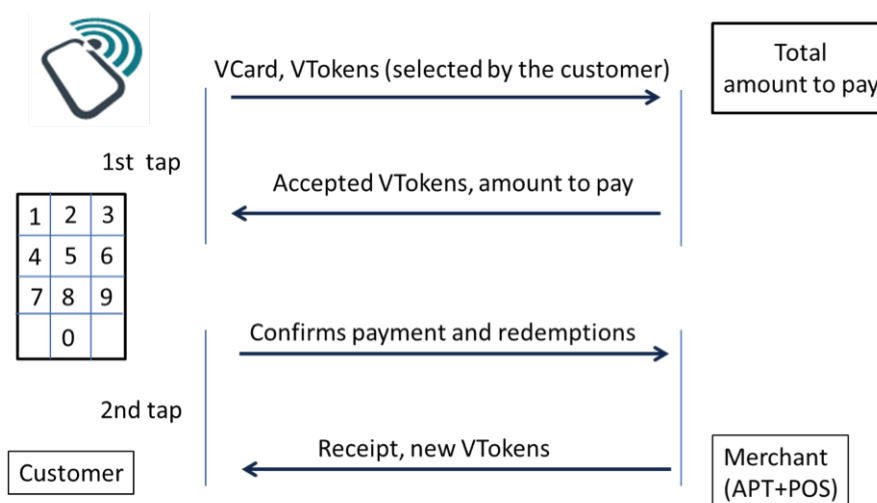 VCard, VTokens (selected by the customer)
Total
amount to pay
1st tap
Accepted VTokens, amount to pay
1 2 3
4 5 6
7 8 9
0
Confirms payment and redemptions
2nd tap
Receipt, new VTokens
Customer
Merchant
(APT+POS)